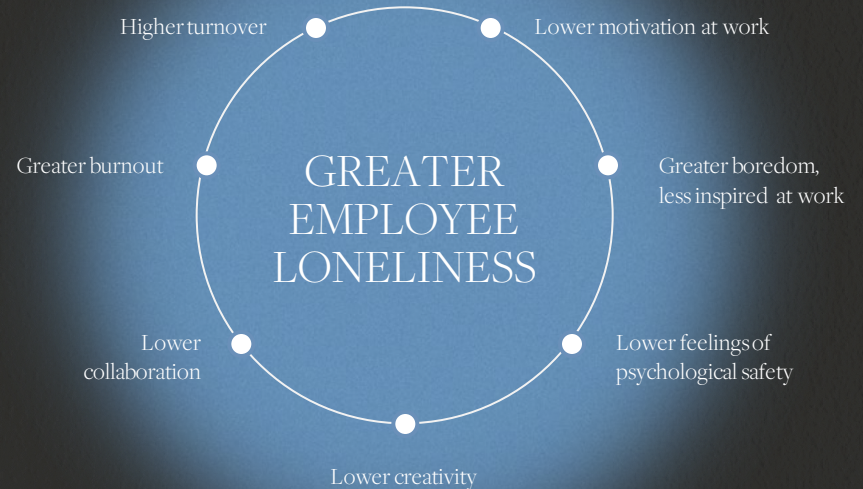 Higher turnover
Lower motivation at work
Greater burnout
Greater boredom,
less inspired at work
GREATER
EMPLOYEE
LONELINESS
Lower
collaboration
Lower feelings of
psychological safety
Lower creativity